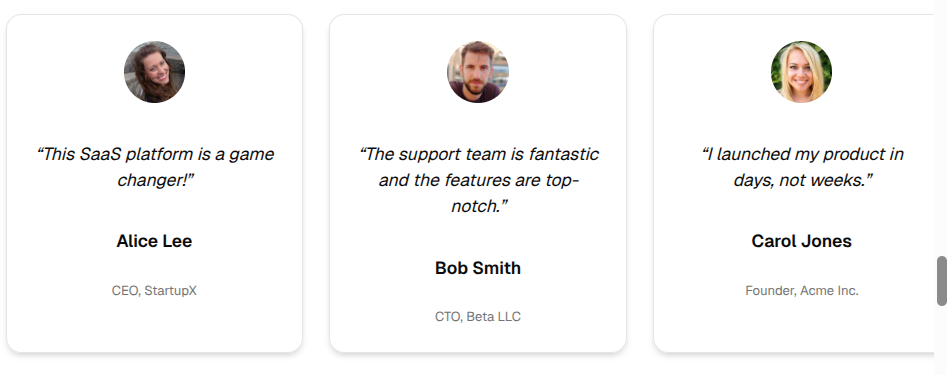 “This SaaS platform is a game
changer!”
Alice Lee
CEO, StartupX
“The support team is fantastic
and the features are top-
notch.”
Bob Smith
CTO, Beta LLC
“I launched my product in
days, not weeks.”
Carol Jones
Founder, Acme Inc.